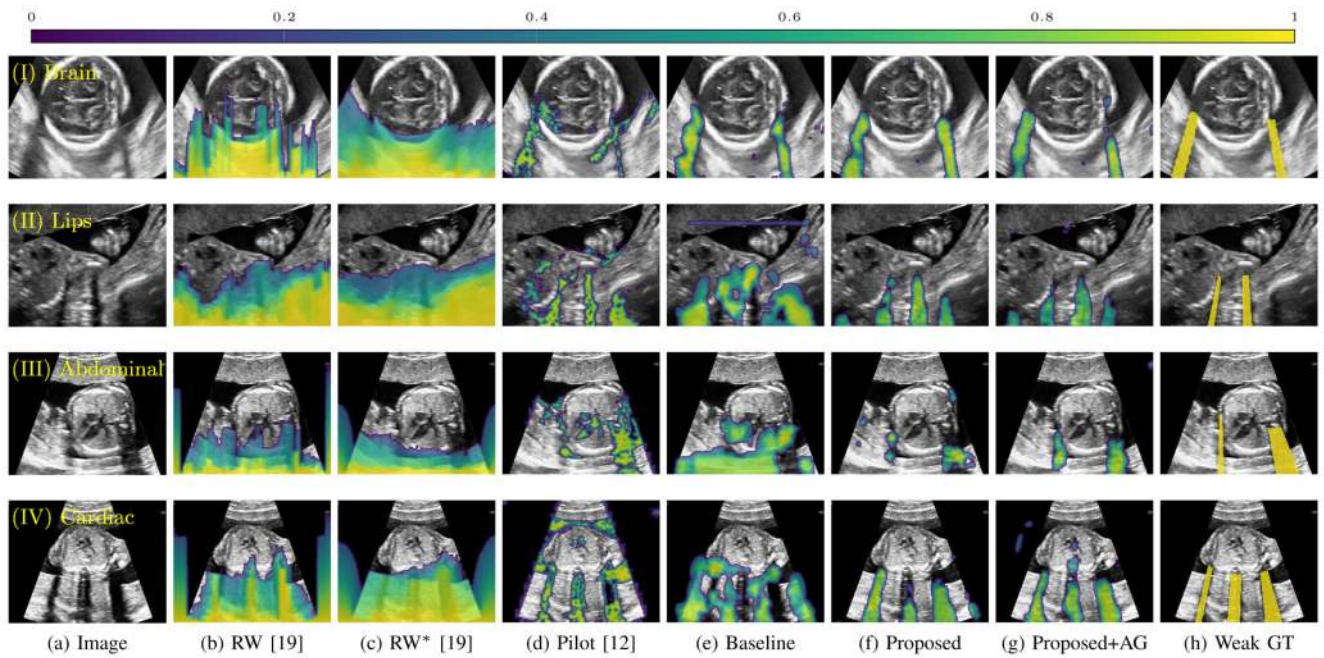 0 0.2 0.4 0.6 0.8 1
(I) Brain
(II) Lips
(III) Abdominal
(IV) Cardiac
(a) Image (b) RW [19] (c) RW* [19] (d) Pilot [12] (e) Baseline (f) Proposed (g) Proposed+AG (h) Weak GT